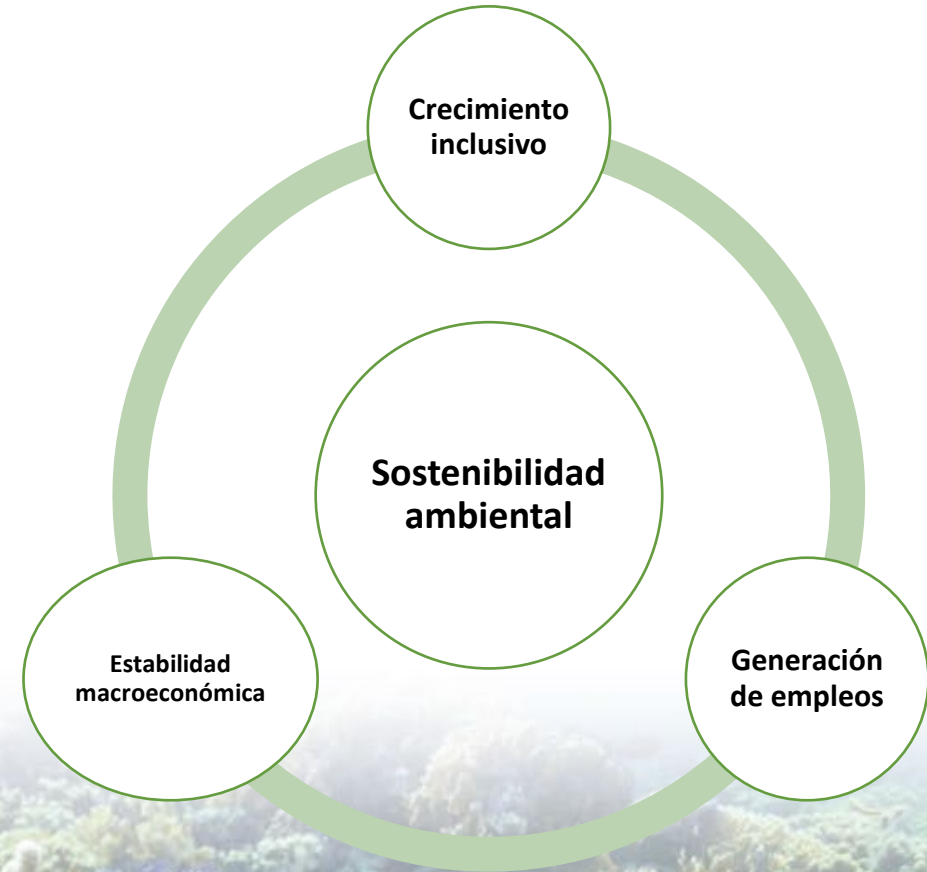 Crecimiento
inclusivo
Sostenibilidad
ambiental
Estabilidad
macroeconómica
Generación
de empleos